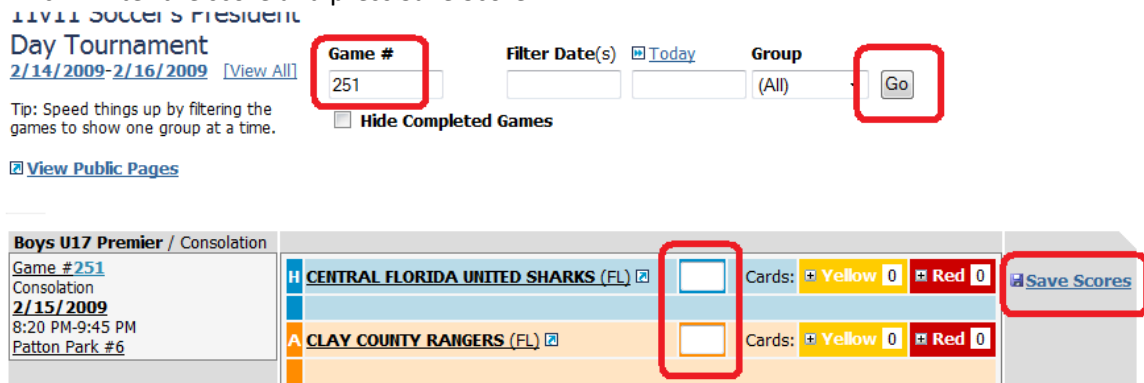 11v11 Soccer's President
Day Tournament
2/14/2009-2/16/2009 [View All]
Tip: Speed things up by filtering the
games to show one group at a time.
View Public Pages
Game # Filter Date(s) Today Group
251 (All) Go
Hide Completed Games
Boys U17 Premier / Consolation
Game #251
Consolation
2/15/2009
8:20 PM-9:45 PM
Patton Park #6
H CENTRAL FLORIDA UNITED SHARKS (FL) Cards: Yellow 0 Red 0
A CLAY COUNTY RANGERS (FL) Cards: Yellow 0 Red 0
Save Scores